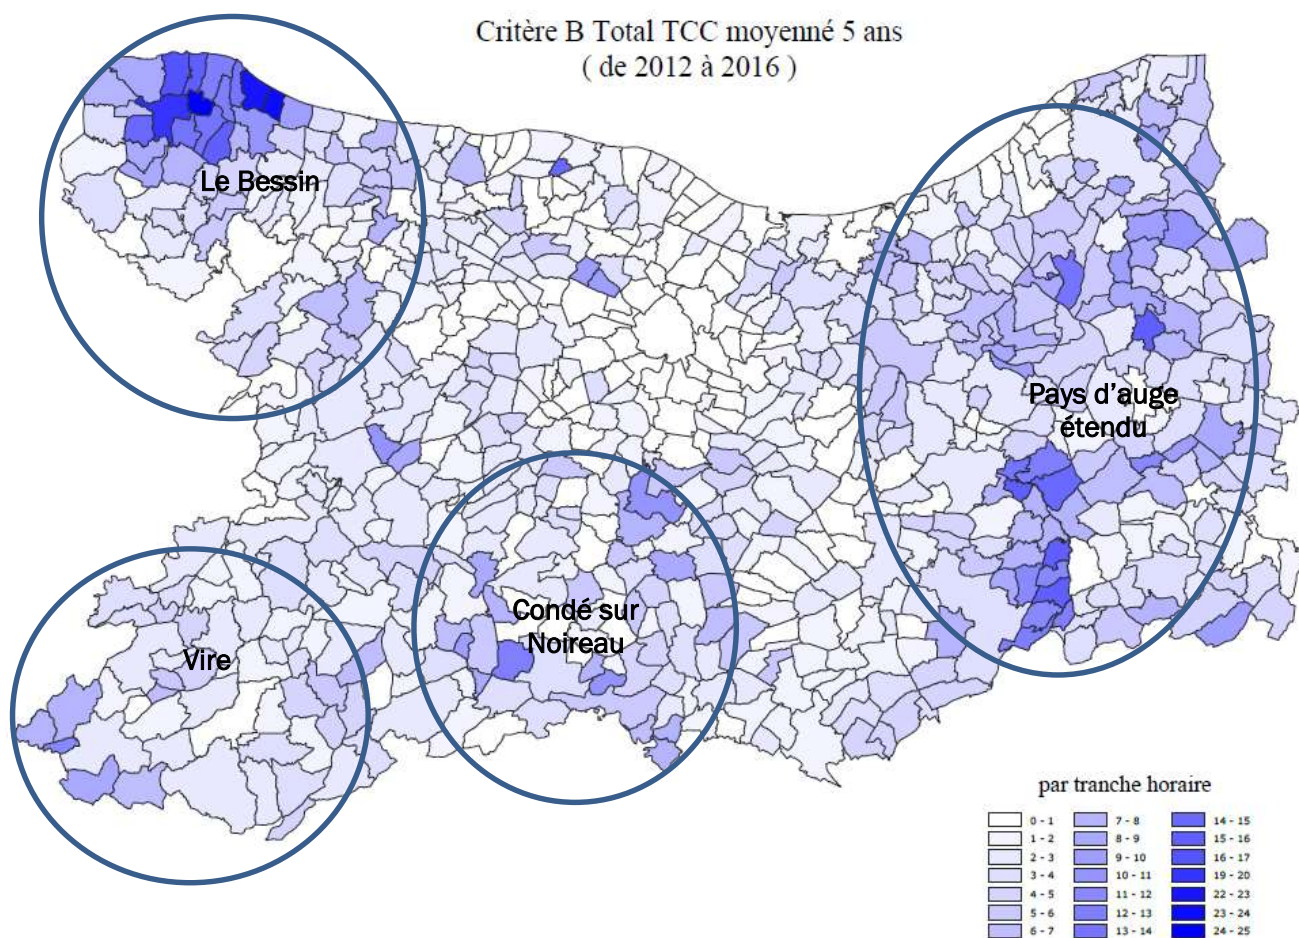 Critère B Total TCC moyenné 5 ans
( de 2012 à 2016 )
Le Bessin
Pays d'auge
étendu
Condé sur
Noireau
Vire
par tranche horaire
0 - 1
1 - 2
2 - 3
3 - 4
4 - 5
5 - 6
6 - 7
7 - 8
8 - 9
9 - 10
10 - 11
11 - 12
12 - 13
13 - 14
14 - 15
15 - 16
16 - 17
19 - 20
22 - 23
23 - 24
24 - 25